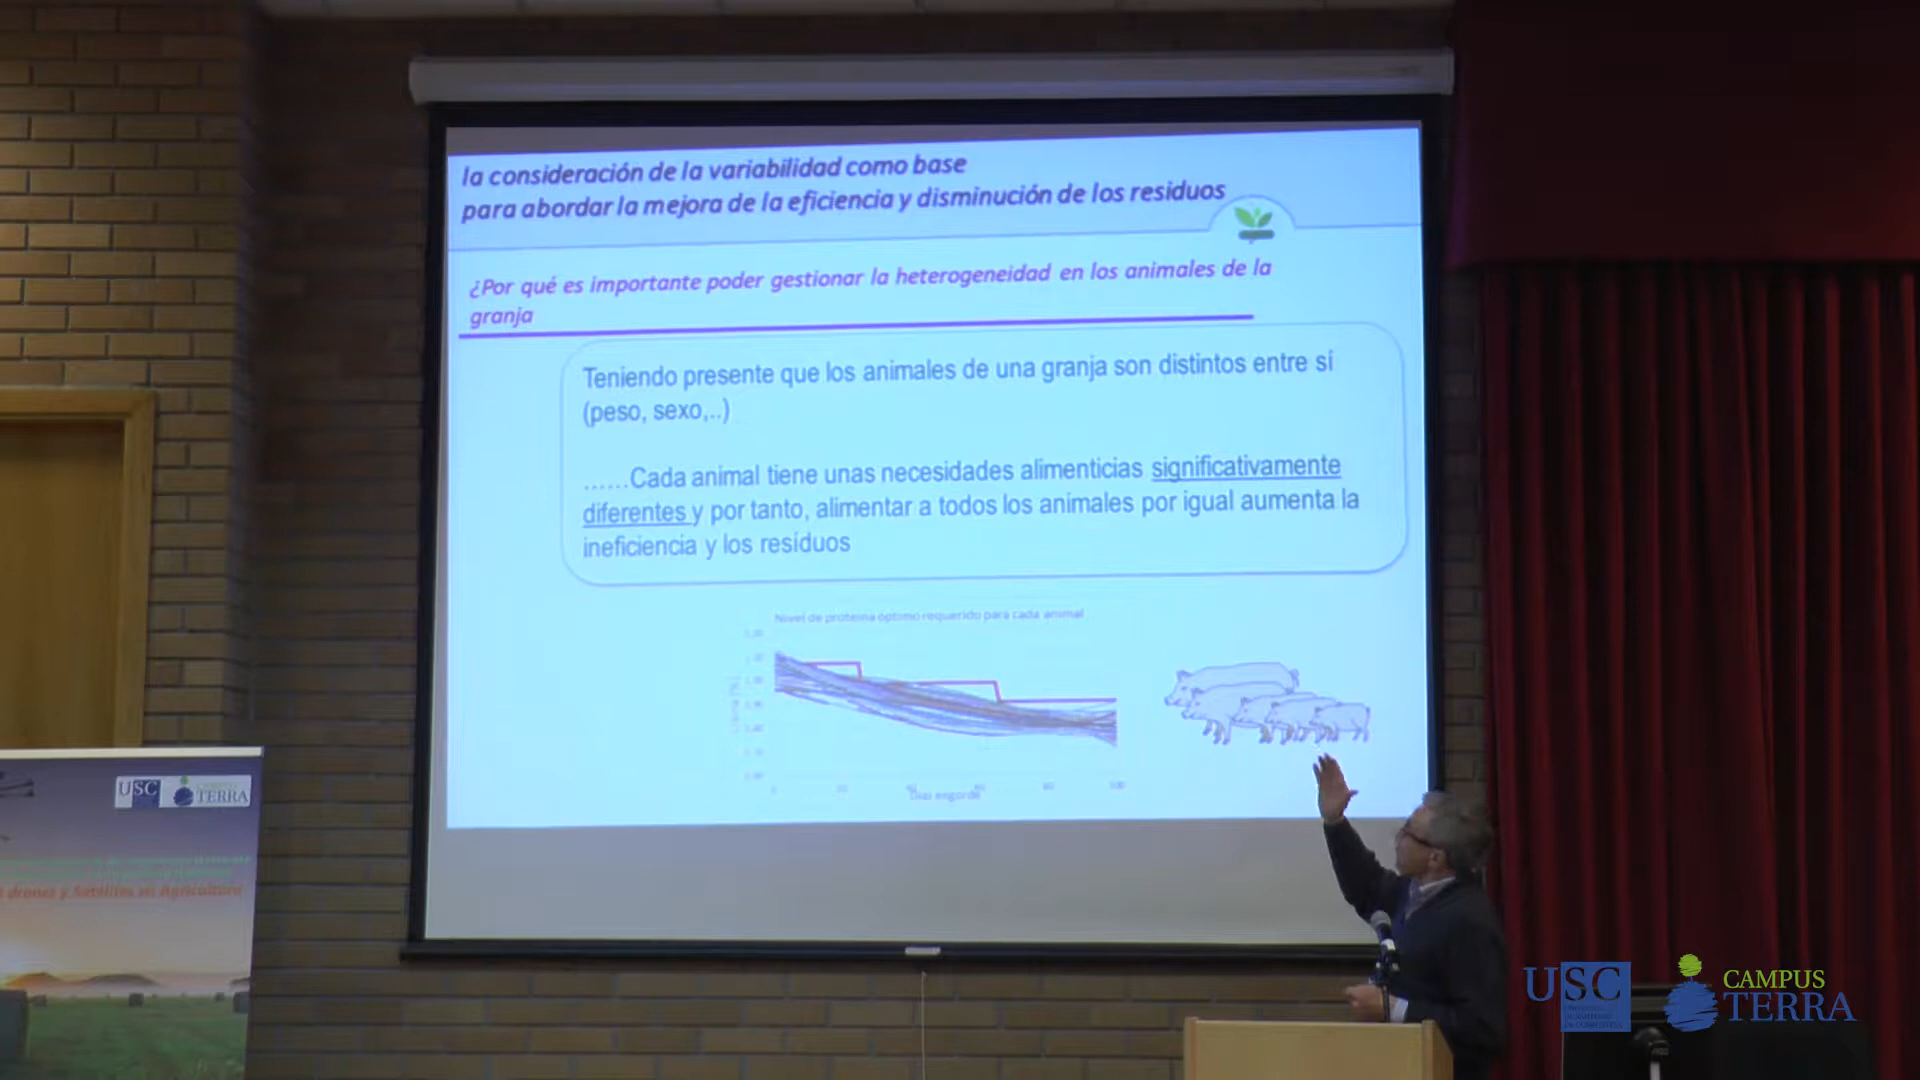 la consideración de la variabilidad como base
para abordar la mejora de la eficiencia y disminución de los residuos
¿Por qué es importante poder gestionar la heterogeneidad en los animales de la
granja
Teniendo presente que los animales de una granja son distintos entre sí
(peso, sexo,..)
......Cada animal tiene unas necesidades alimenticias significativamente
diferentes y por tanto, alimentar a todos los animales por igual aumenta la
ineficiencia y los residuos
Nivel de proteína óptimo requerido para cada animal
Días engorde
USC
TERRA
drones y Satélites en Agricultura
USC
CAMPUS
TERRA